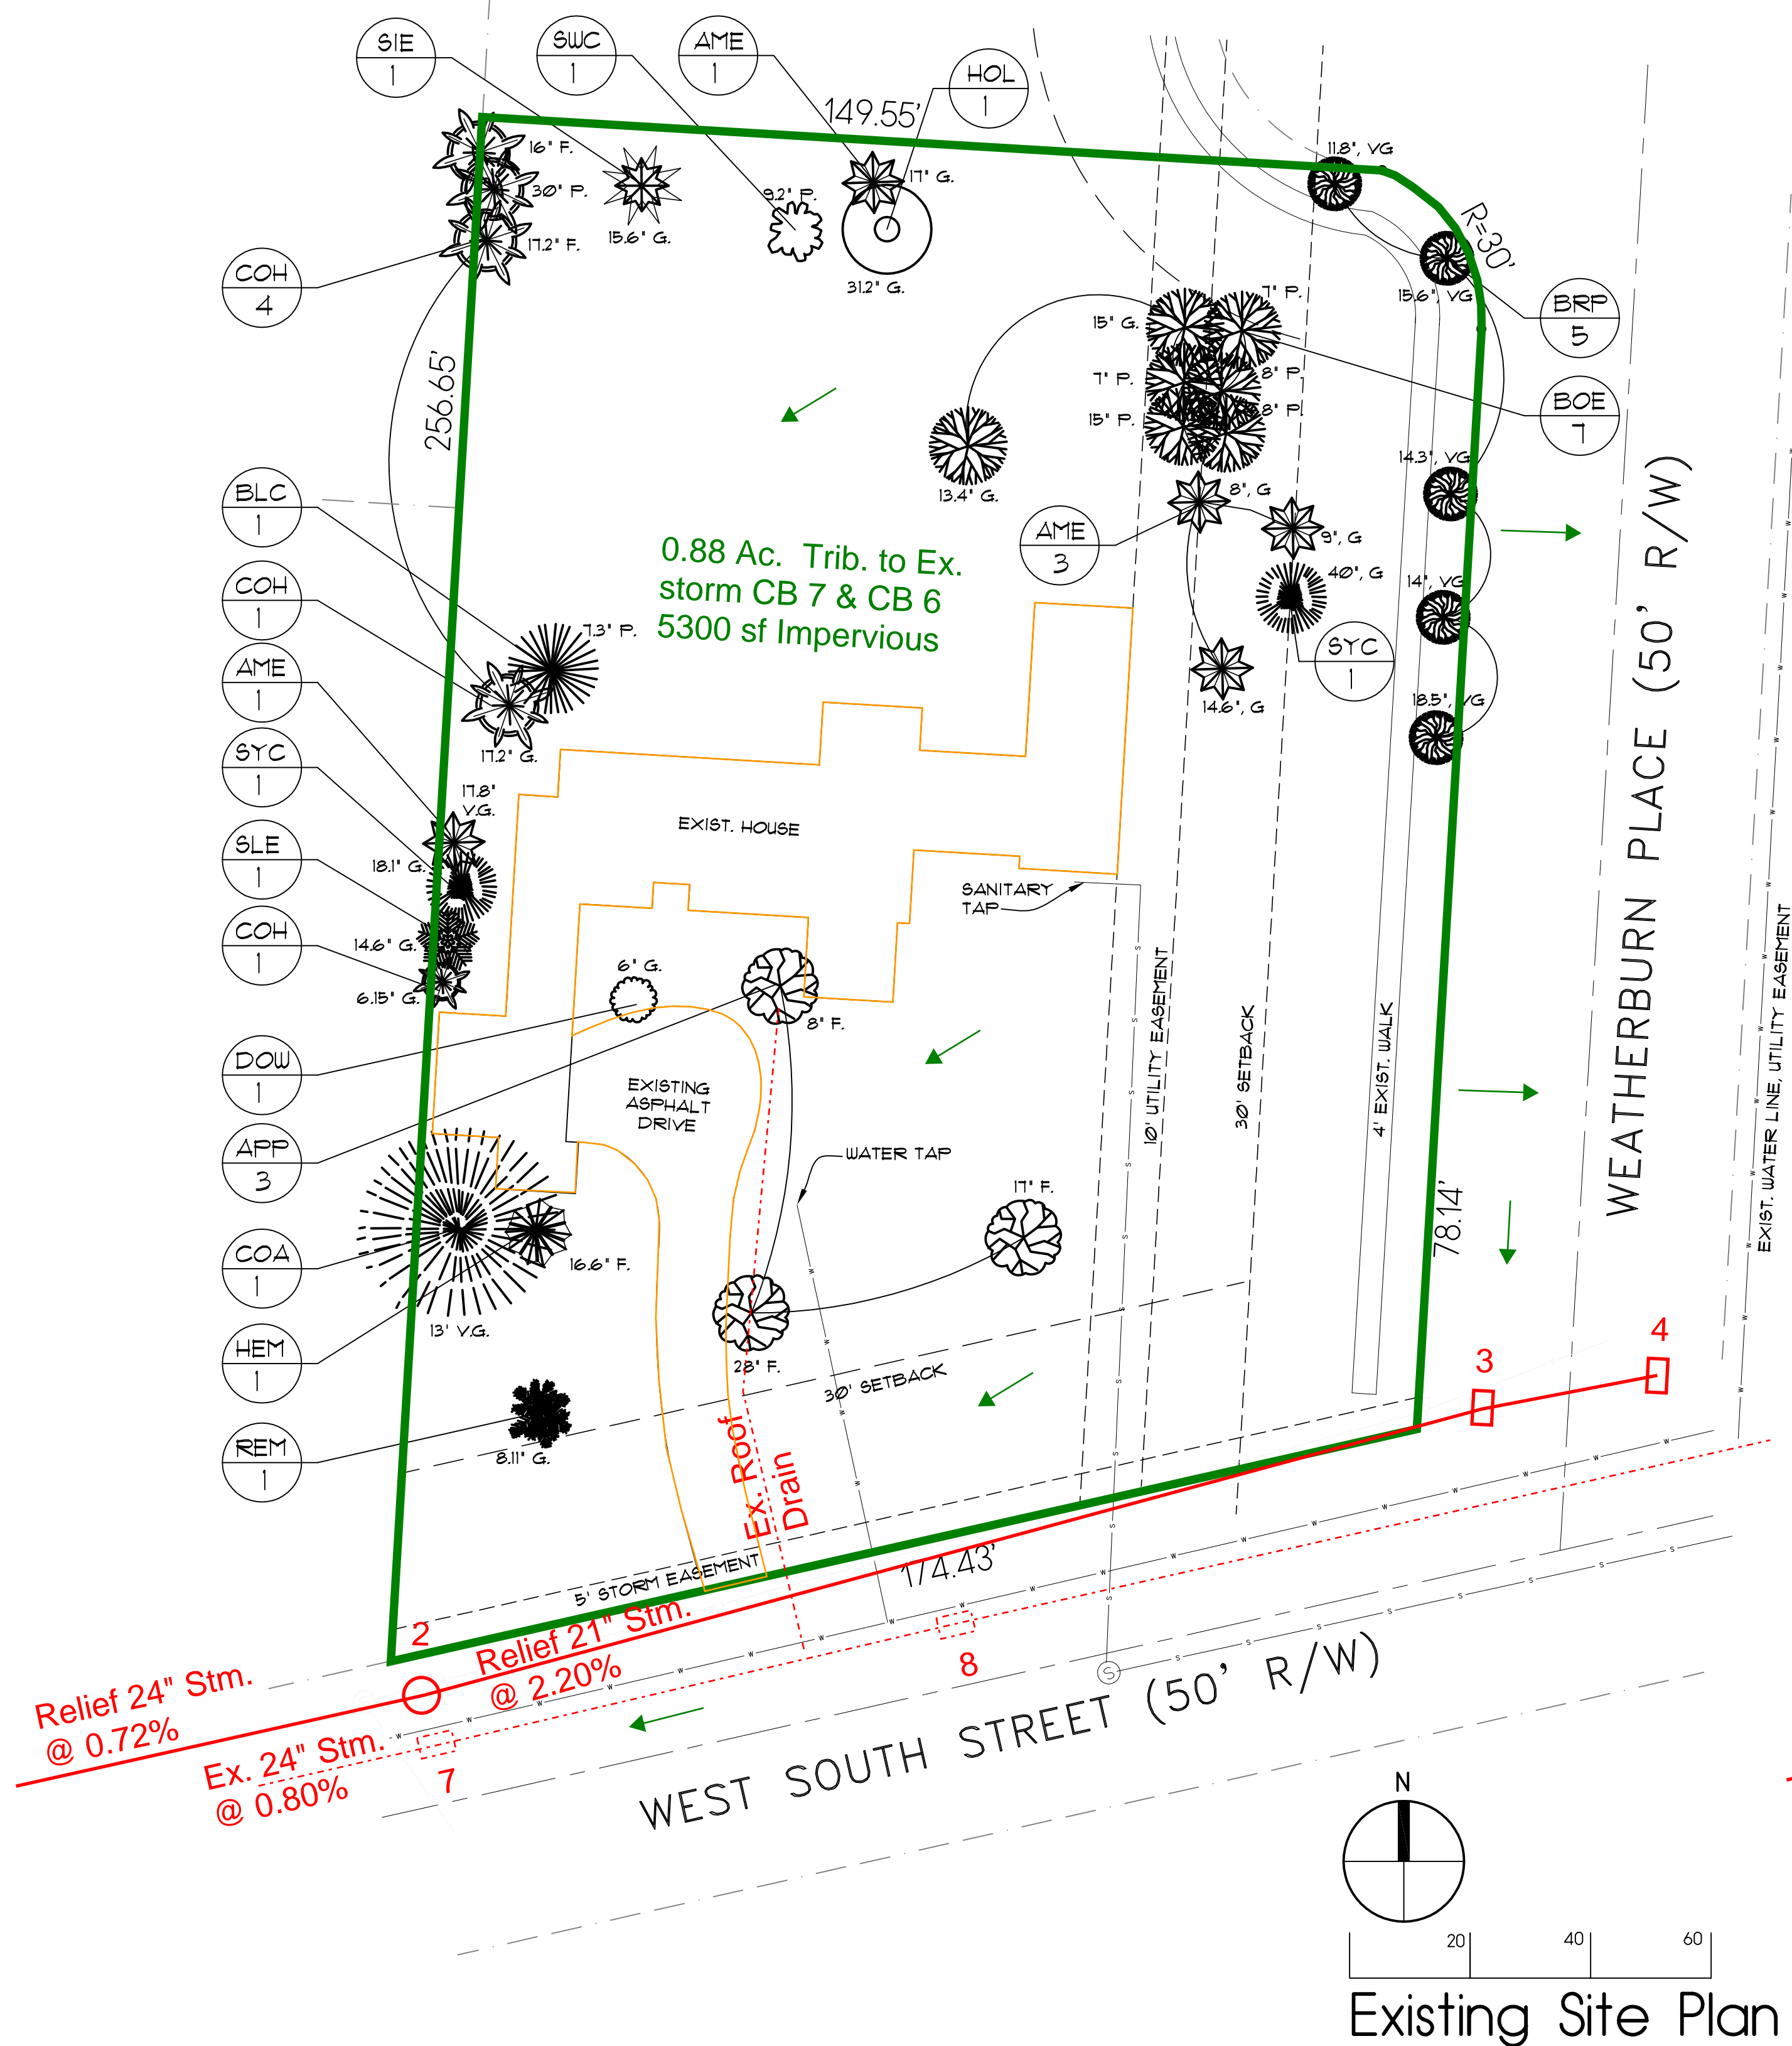 SIE
1
SWC
1
AME
1
HOL
1
149.55'
11.8", VG
16" F.
30" P.
17.2" F.
15.6" G.
9.2" P.
17" G.
31.2" G.
R=30'
COH
4
15.6", VG
BRP
5
7" P.
15" G.
7" P.
8" P.
15" P.
8" P.
BOE
7
256.65'
13.4" G.
14.3", VG
BLC
1
8", G
AME
3
9", G
40", G
14", VG
0.88 Ac. Trib. to Ex.
storm CB 7 & CB 6
5300 sf Impervious
COH
1
7.3" P.
AME
1
SYC
1
14.6", G
18.5", VG
17.2" G.
SYC
1
17.8"
V.G.
EXIST. HOUSE
SLE
1
18.1" G.
SANITARY
TAP
COH
1
14.6" G.
6.15" G.
6" G.
8" F.
DOW
1
EXISTING
ASPHALT
DRIVE
10' UTILITY EASEMENT
30' SETBACK
4' EXIST. WALK
WEATHERBURN PLACE (50' R/W)
EXIST. WATER LINE, UTILITY EASEMENT
APP
3
WATER TAP
17" F.
78.14'
COA
1
16.6" F.
13' V.G.
HEM
1
28" F.
30' SETBACK
3
4
REM
1
8.11" G.
Ex. Roof
Drain
5' STORM EASEMENT
174.43'
2
Relief 21" Stm.
@ 2.20%
Relief 24" Stm.
@ 0.72%
Ex. 24" Stm.
@ 0.80%
7
8
S
WEST SOUTH STREET (50' R/W)
N
20 40 60
Existing Site Plan